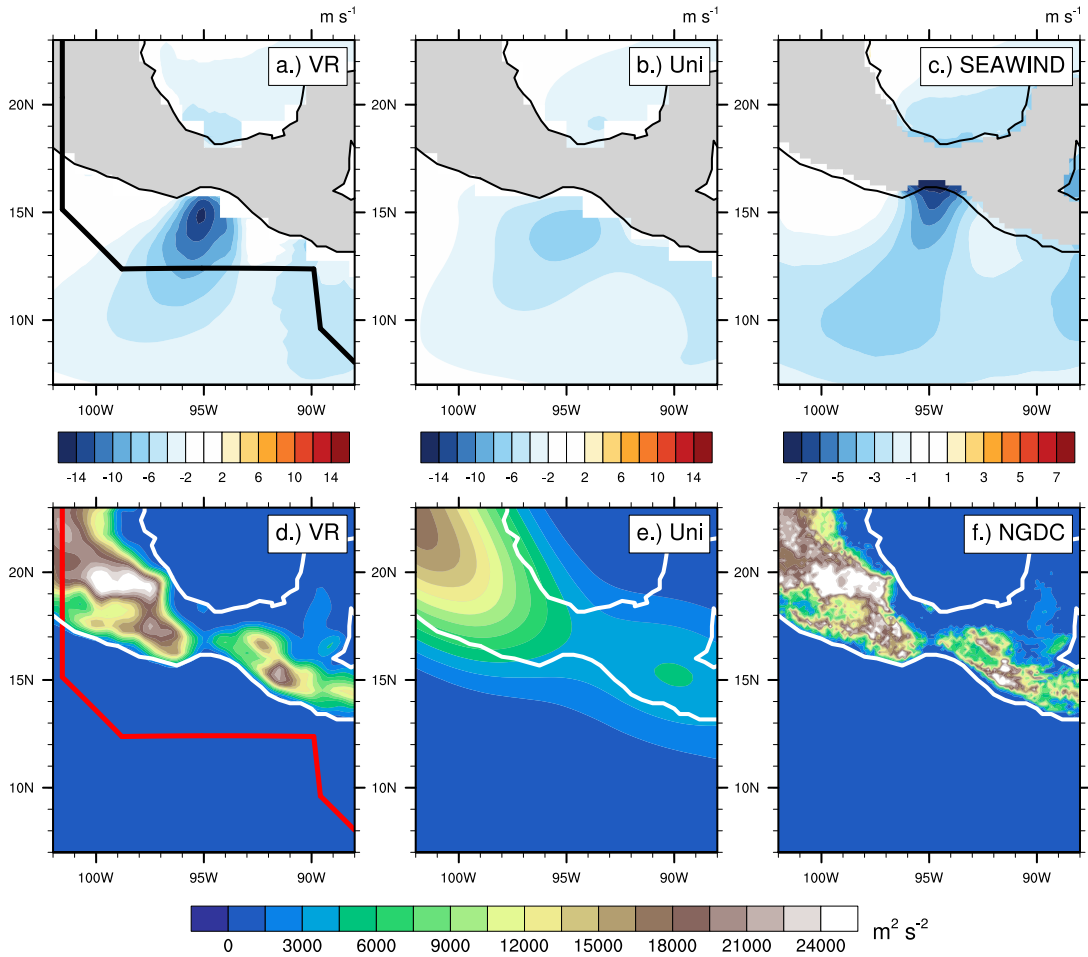 m s⁻¹ m s⁻¹ m s⁻¹
a.) VR b.) Uni c.) SEAWIND
20N 20N 20N
15N 15N 15N
10N 10N 10N
100W 95W 90W 100W 95W 90W 100W 95W 90W
-14 -10 -6 -2 2 6 10 14 -14 -10 -6 -2 2 6 10 14 -7 -5 -3 -1 1 3 5 7
d.) VR e.) Uni f.) NGDC
20N 20N 20N
15N 15N 15N
10N 10N 10N
100W 95W 90W 100W 95W 90W 100W 95W 90W
0 3000 6000 9000 12000 15000 18000 21000 24000 m² s⁻²